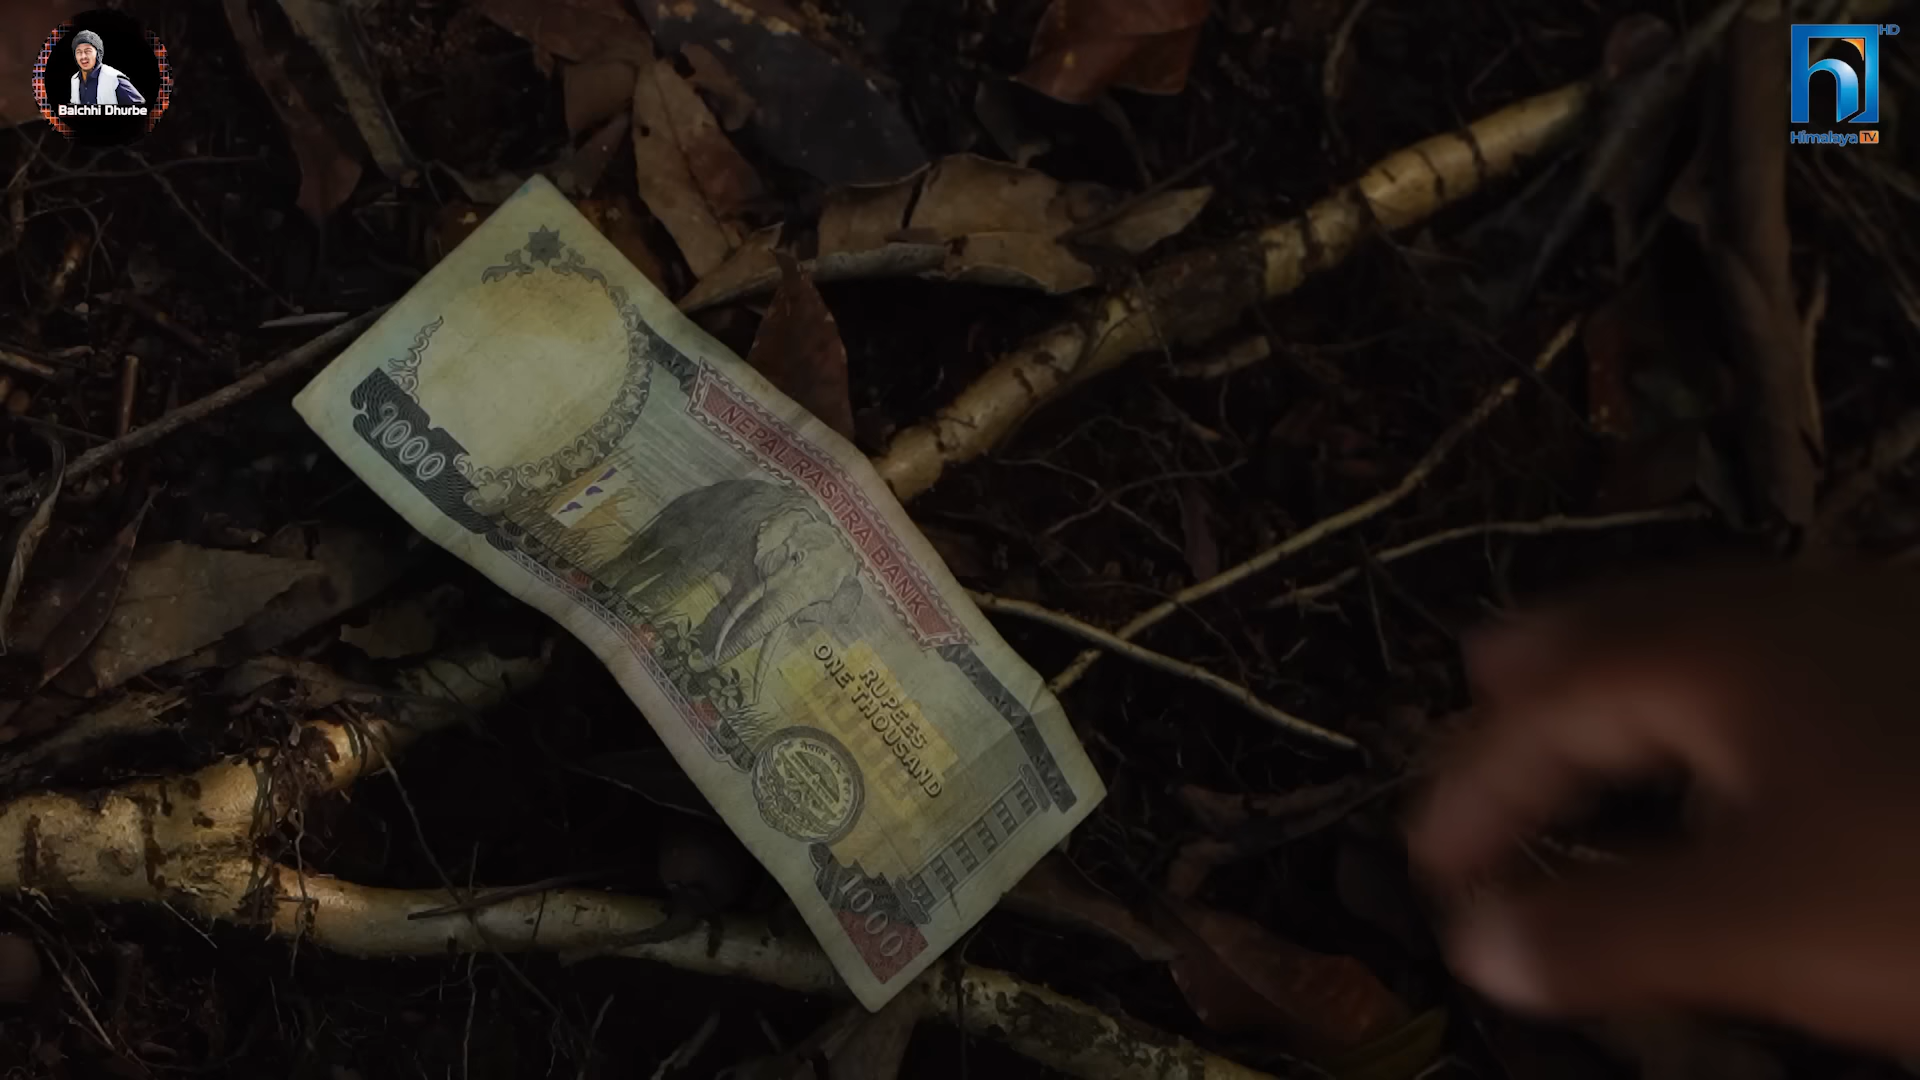 Balchhi Dhurbe
HD
Himalaya TV
1000
NEPAL RASTRA BANK
RUPEES
ONE THOUSAND
1000